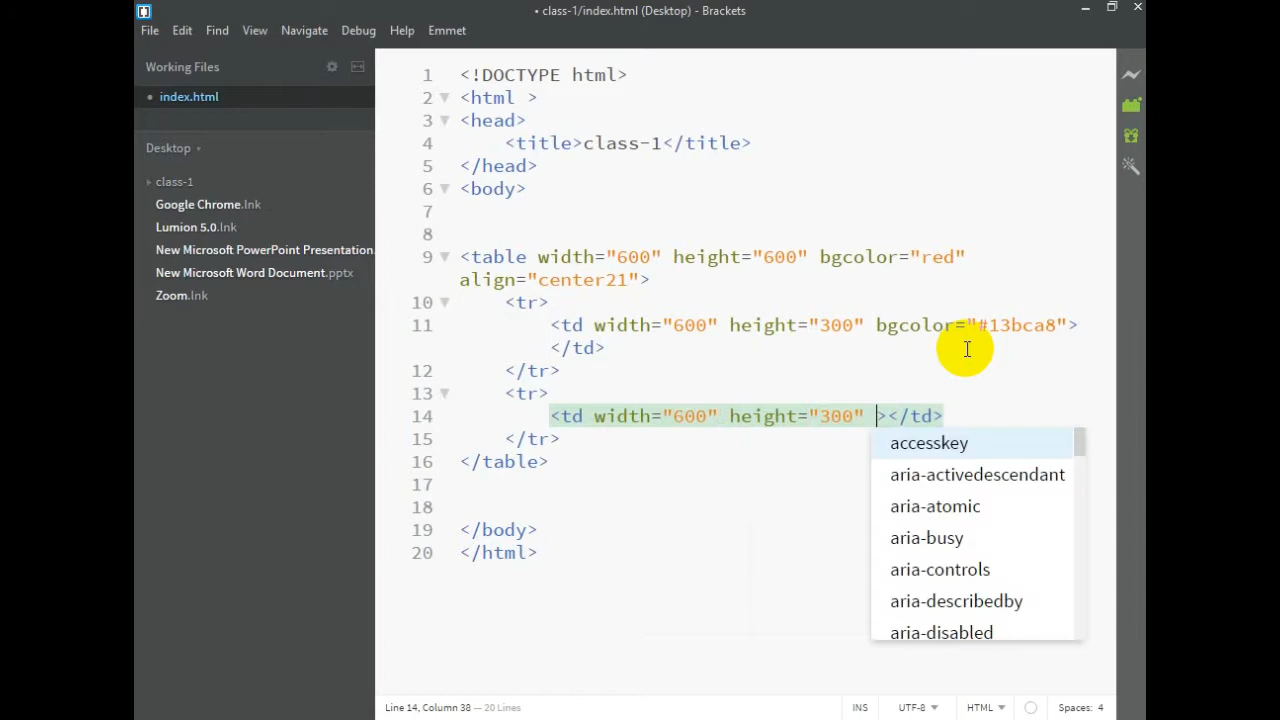 • class-1/index.html (Desktop) - Brackets
File Edit Find View Navigate Debug Help Emmet
Working Files
• index.html
Desktop
class-1
Google Chrome.lnk
Lumion 5.0.lnk
New Microsoft PowerPoint Presentation.
New Microsoft Word Document.pptx
Zoom.lnk
1 <!DOCTYPE html>
2 <html >
3 <head>
4 <title>class-1</title>
5 </head>
6 <body>
7
8
9 <table width="600" height="600" bgcolor="red"
align="center21">
10 <tr>
11 <td width="600" height="300" bgcolor="#13bca8">
</td>
12 </tr>
13 <tr>
14 <td width="600" height="300" ></td>
15 </tr>
16 </table>
17
18
19 </body>
20 </html>
accesskey
aria-activedescendant
aria-atomic
aria-busy
aria-controls
aria-describedby
aria-disabled
Line 14, Column 38 — 20 Lines
INS UTF-8 HTML Spaces: 4